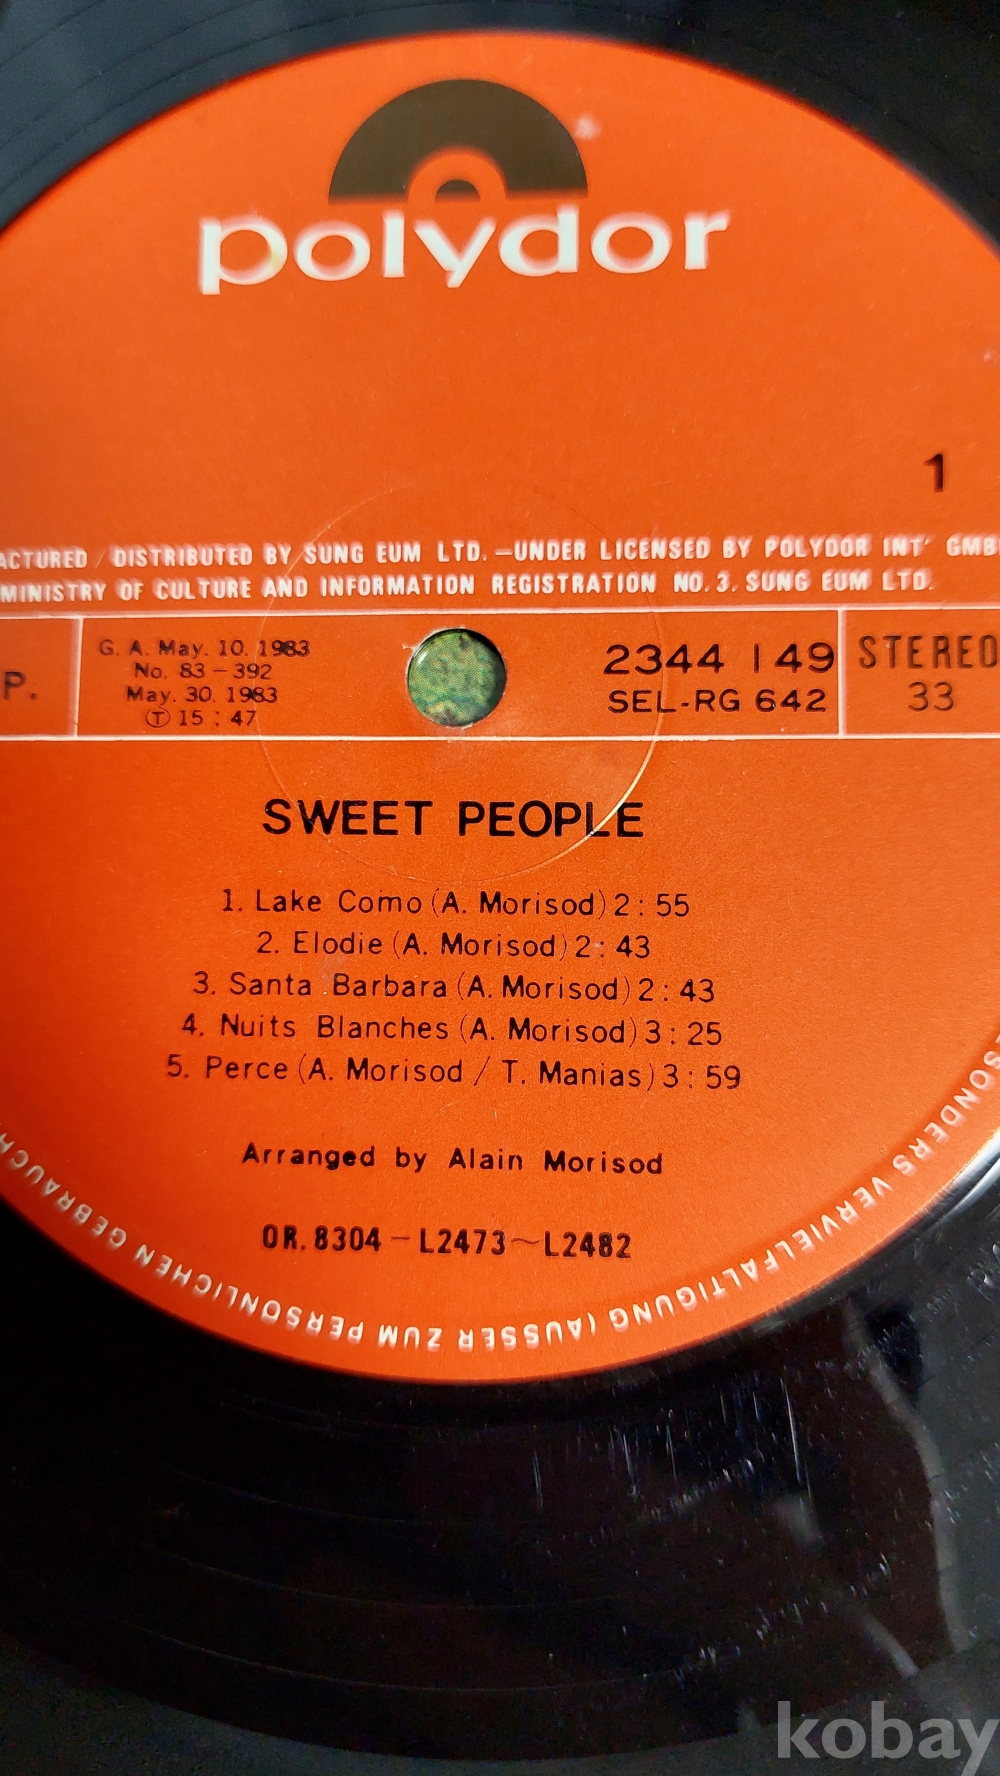 polydor
1
ACTURED / DISTRIBUTED BY SUNG EUM LTD. —UNDER LICENSED BY POLYDOR INT' GMB
MINISTRY OF CULTURE AND INFORMATION REGISTRATION NO. 3. SUNG EUM LTD.
P.
G. A. May. 10. 1983
No. 83-392
May. 30. 1983
Ⓣ 15 : 47
2344 149
SEL-RG 642
STEREO
33
SWEET PEOPLE
1. Lake Como (A. Morisod) 2 : 55
2. Elodie (A. Morisod) 2 : 43
3. Santa Barbara (A. Morisod) 2 : 43
4. Nuits Blanches (A. Morisod) 3 : 25
5. Perce (A. Morisod / T. Manias) 3 : 59
Arranged by Alain Morisod
OR. 8304-L2473~L2482
ESONDERS VERVIELFALTIGUNG (AUSSER ZUM PERSONLICHEN GEBRAUCH
kobay